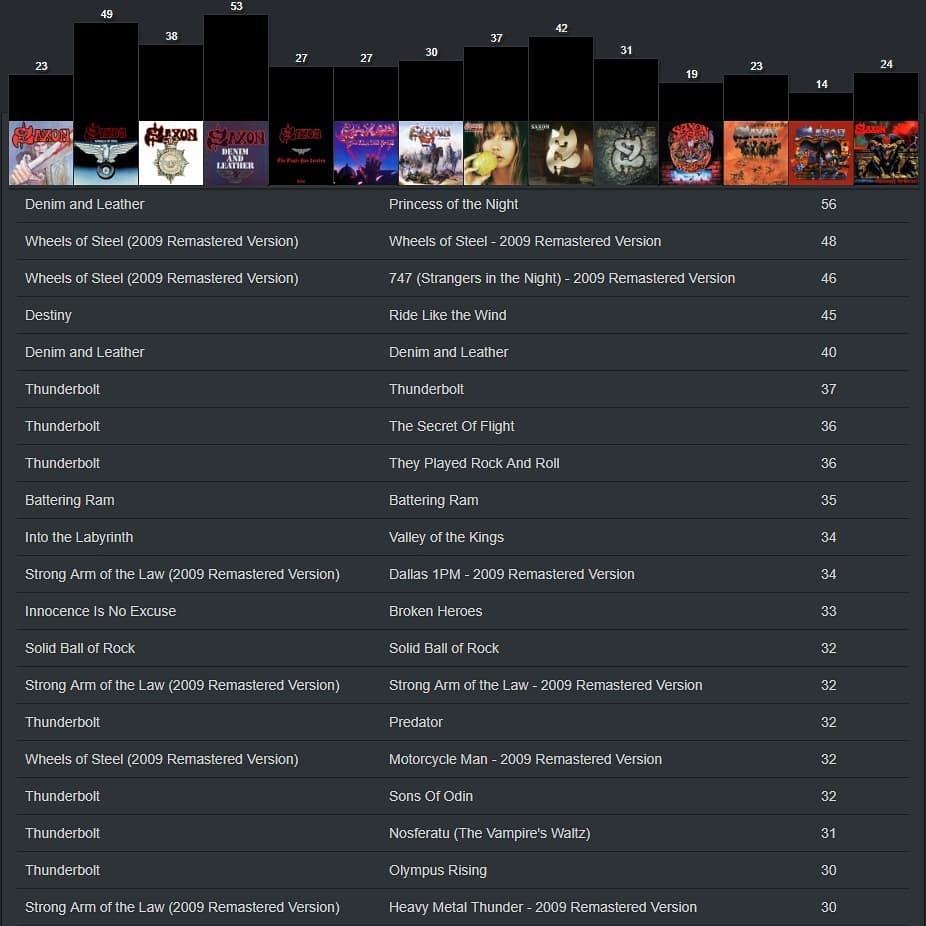 53
49
42
38
37
31
30
27
27
23
23
24
19
14
SAXON
SAXON
SAXON
SAXON
DENIM
AND
LEATHER
SAXON
SAXON
SAXON
SAXON
SAXON
SAXON
SAXON
Denim and Leather Princess of the Night 56
Wheels of Steel (2009 Remastered Version) Wheels of Steel - 2009 Remastered Version 48
Wheels of Steel (2009 Remastered Version) 747 (Strangers in the Night) - 2009 Remastered Version 46
Destiny Ride Like the Wind 45
Denim and Leather Denim and Leather 40
Thunderbolt Thunderbolt 37
Thunderbolt The Secret Of Flight 36
Thunderbolt They Played Rock And Roll 36
Battering Ram Battering Ram 35
Into the Labyrinth Valley of the Kings 34
Strong Arm of the Law (2009 Remastered Version) Dallas 1PM - 2009 Remastered Version 34
Innocence Is No Excuse Broken Heroes 33
Solid Ball of Rock Solid Ball of Rock 32
Strong Arm of the Law (2009 Remastered Version) Strong Arm of the Law - 2009 Remastered Version 32
Thunderbolt Predator 32
Wheels of Steel (2009 Remastered Version) Motorcycle Man - 2009 Remastered Version 32
Thunderbolt Sons Of Odin 32
Thunderbolt Nosferatu (The Vampire's Waltz) 31
Thunderbolt Olympus Rising 30
Strong Arm of the Law (2009 Remastered Version) Heavy Metal Thunder - 2009 Remastered Version 30